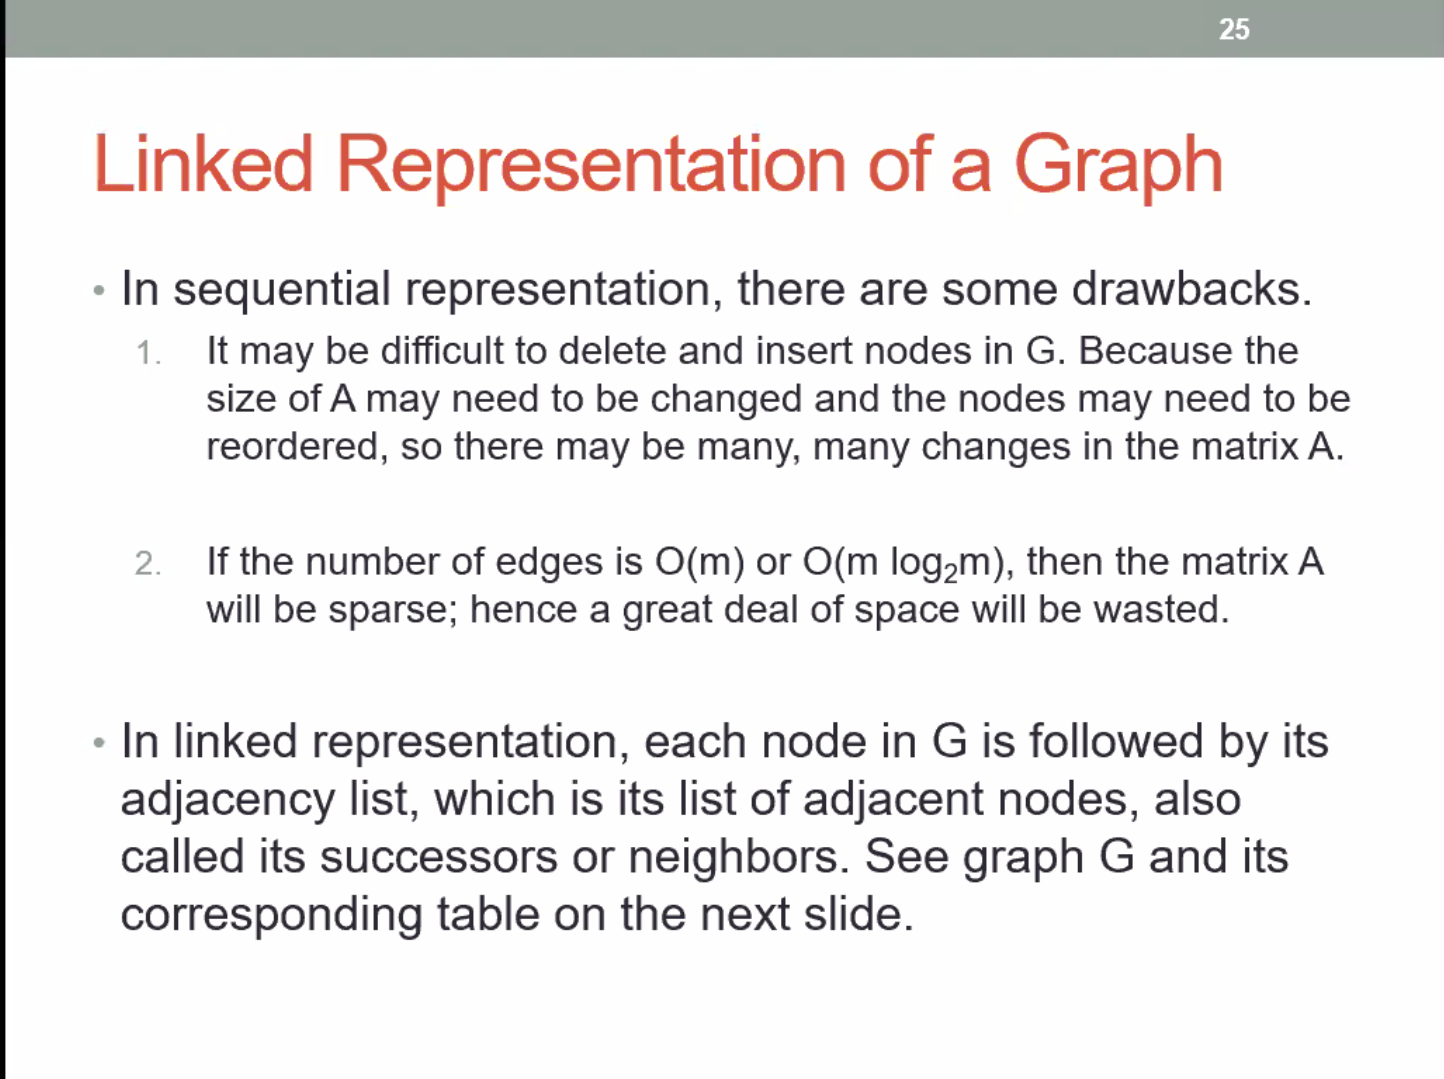 25
Linked Representation of a Graph
• In sequential representation, there are some drawbacks.
1. It may be difficult to delete and insert nodes in G. Because the
size of A may need to be changed and the nodes may need to be
reordered, so there may be many, many changes in the matrix A.
2. If the number of edges is O(m) or O(m log₂m), then the matrix A
will be sparse; hence a great deal of space will be wasted.
• In linked representation, each node in G is followed by its
adjacency list, which is its list of adjacent nodes, also
called its successors or neighbors. See graph G and its
corresponding table on the next slide.